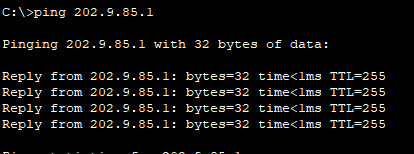 C:\>ping 202.9.85.1
Pinging 202.9.85.1 with 32 bytes of data:
Reply from 202.9.85.1: bytes=32 time<1ms TTL=255
Reply from 202.9.85.1: bytes=32 time<1ms TTL=255
Reply from 202.9.85.1: bytes=32 time<1ms TTL=255
Reply from 202.9.85.1: bytes=32 time<1ms TTL=255